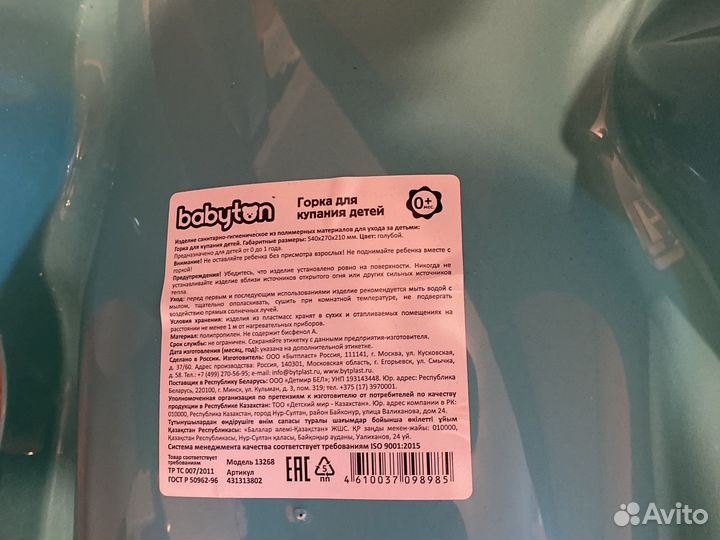 babyton
Горка для
купания детей
0+
мес.
Изделие санитарно-гигиеническое из полимерных материалов для ухода за детьми:
Горка для купания детей. Габаритные размеры: 540х270х210 мм. Цвет: голубой.
Предназначено для детей от 0 до 1 года.
Внимание! Не оставляйте ребенка без присмотра взрослых! Не поднимайте ребенка вместе с
горкой!
Предупреждения! Убедитесь, что изделие установлено ровно на поверхности. Никогда не
устанавливайте изделие вблизи источников открытого огня или других сильных источников
тепла.
Уход: перед первым и последующим использованиями изделие рекомендуется мыть водой с
мылом, тщательно ополаскивать, сушить при комнатной температуре, не подвергать
воздействию прямых солнечных лучей.
Условия хранения: изделия из пластмасс хранят в сухих и отапливаемых помещениях на
расстоянии не менее 1 м от нагревательных приборов.
Материал: полипропилен. Не содержит бисфенол А.
Срок службы: не ограничен. Сохраняйте этикетку с данными предприятия-изготовителя.
Дата изготовления (месяц, год): указана на дополнительной этикетке.
Сделано в России. Изготовитель: ООО «Бытпласт», Россия, 111141, г. Москва, ул. Кусковская,
д. 37/60. Адрес производства: Россия, 140301, Московская область, г. Егорьевск, ул. Смычка,
д. 58. Тел.: +7 (499) 270-56-95; e-mail: info@bytplast.ru, www.bytplast.ru
Поставщик в Республику Беларусь: ООО «Детмир БЕЛ»; УНП 193143448. Юр. адрес: Республика
Беларусь, 220100, г. Минск, ул. Кульман, д. 3, пом. 319; тел.: +375 (17) 3970001.
Уполномоченная организация по претензиям к изготовителю от потребителей по качеству
продукции в Республике Казахстан: ТОО «Детский мир - Казахстан». Юр. адрес компании в РК:
010000, Республика Казахстан, город Нур-Султан, район Байконур, улица Валиханова, дом 24.
Тұтынушылардан өндірушіге өнім сапасы туралы шағымдар бойынша өкілетті ұйым
Қазақстан Республикасы: «Балалар әлемі-Қазақстан» ЖШС. ҚР заңды мекен-жайы: 010000,
Қазақстан Республикасы, Нұр-Сұлтан қаласы, Байқоңыр ауданы, Уәлиханов, 24 үй.
Система менеджмента качества соответствует требованиям ISO 9001:2015
Товар соответствует
требованиям
ТР ТС 007/2011
ГОСТ Р 50962-96
Модель 13268
Артикул
431313802
ЕАС
5
ПП
4 610037 098985
Avito